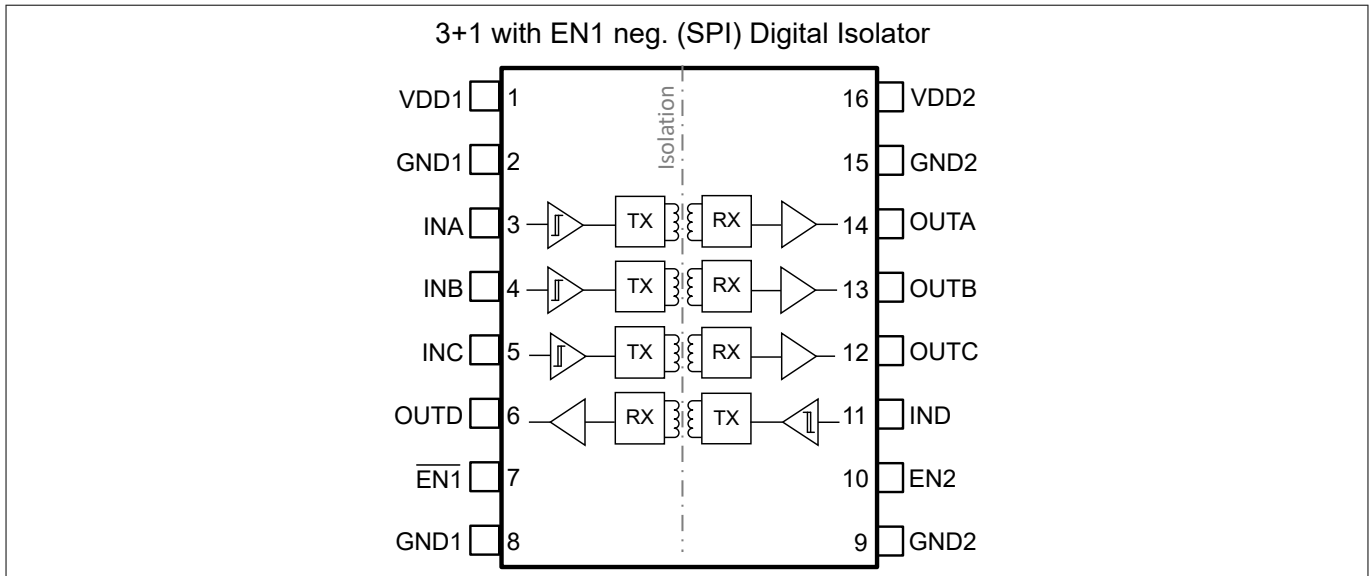 3+1 with EN1 neg. (SPI) Digital Isolator
Isolation
VDD1 1 16 VDD2
GND1 2 15 GND2
INA 3 TX RX 14 OUTA
INB 4 TX RX 13 OUTB
INC 5 TX RX 12 OUTC
OUTD 6 RX TX 11 IND
E̅N̅1̅ 7 10 EN2
GND1 8 9 GND2